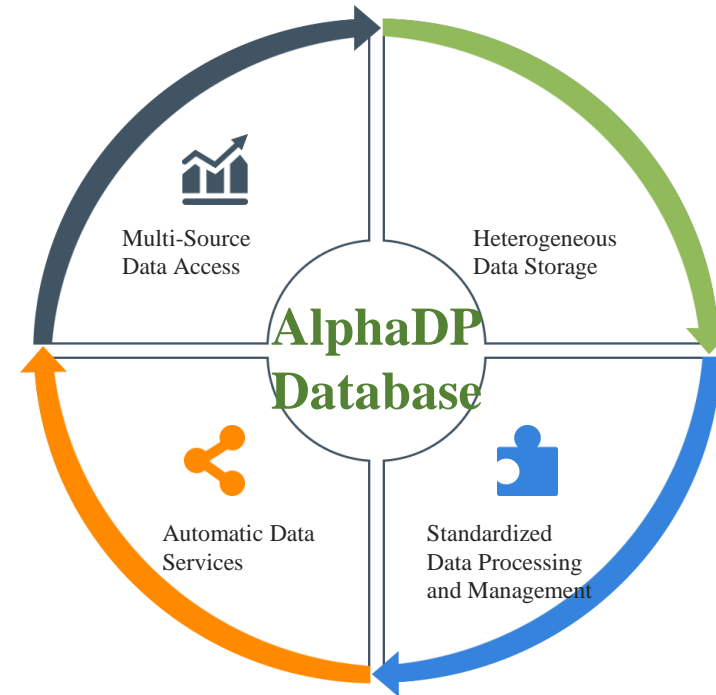 Multi-Source
Data Access
Heterogeneous
Data Storage
AlphaDP
Database
Automatic Data
Services
Standardized
Data Processing
and Management